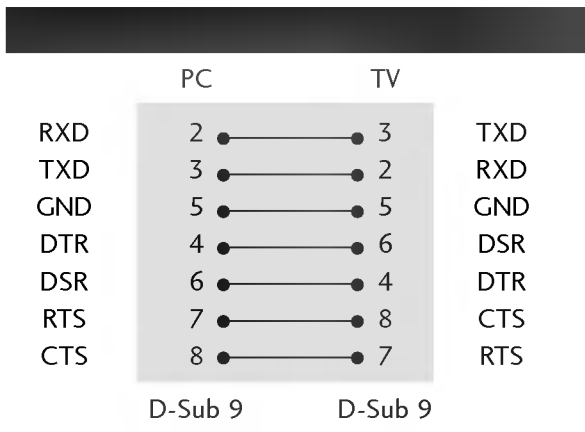 PC TV
RXD 2 3 TXD
TXD 3 2 RXD
GND 5 5 GND
DTR 4 6 DSR
DSR 6 4 DTR
RTS 7 8 CTS
CTS 8 7 RTS
D-Sub 9 D-Sub 9